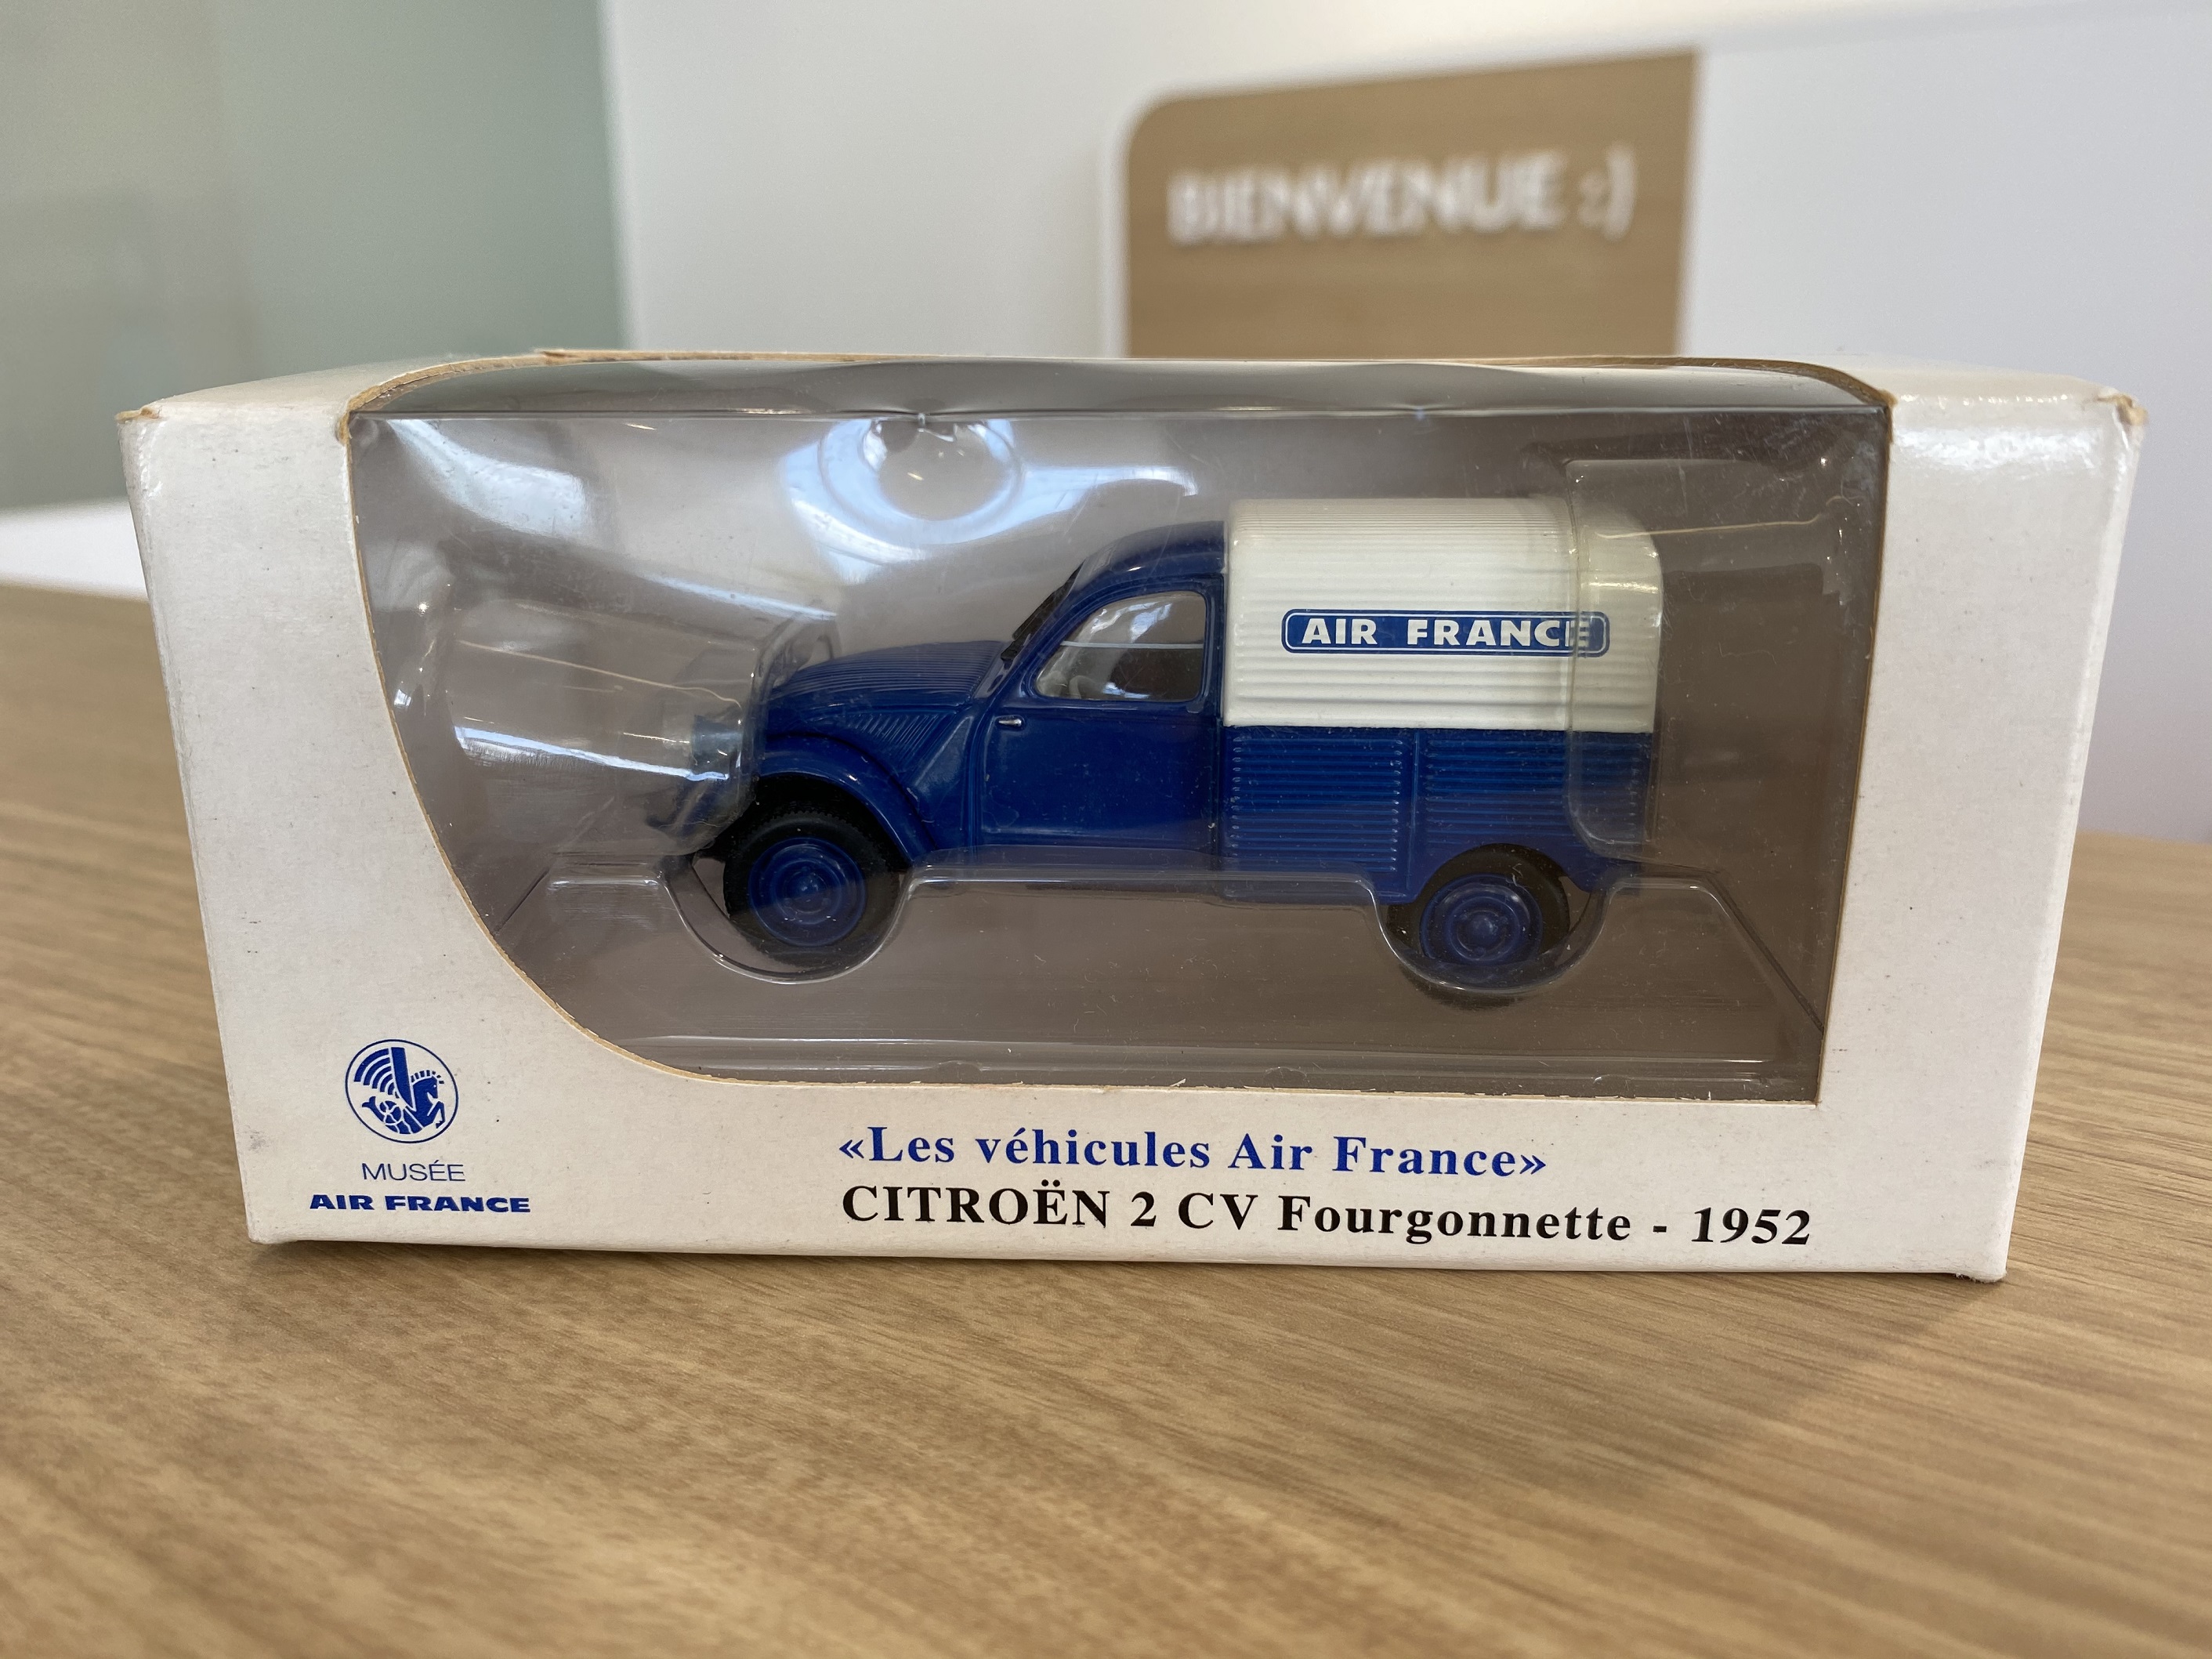 BIENVENUE :)
AIR FRANCE
MUSÉE
AIR FRANCE
«Les véhicules Air France»
CITROËN 2 CV Fourgonnette - 1952